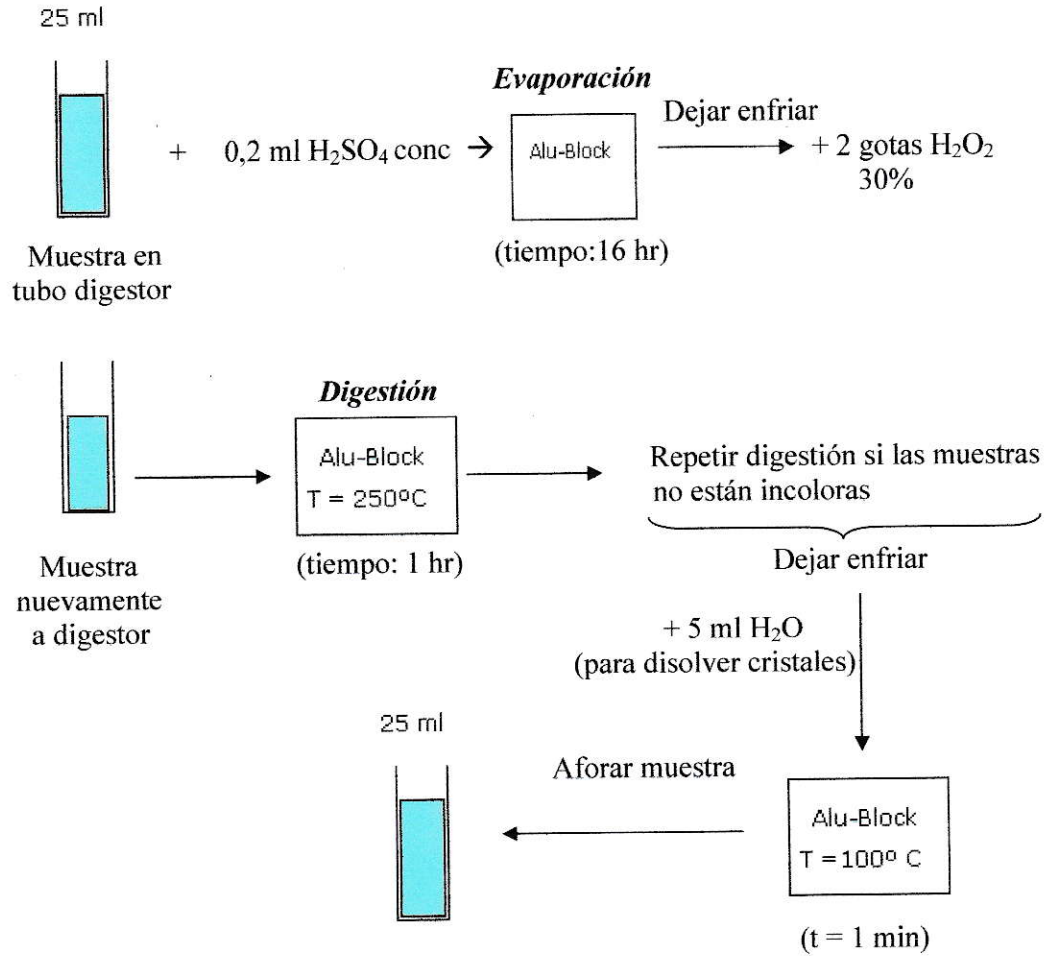 25 ml
Evaporación
Dejar enfriar
+ 0,2 ml H₂SO₄ conc → Alu-Block + 2 gotas H₂O₂
30%
(tiempo:16 hr)
Muestra en
tubo digestor
Digestión
Alu-Block
T = 250ºC
(tiempo: 1 hr)
Repetir digestión si las muestras
no están incoloras
Dejar enfriar
Muestra
nuevamente
a digestor
+ 5 ml H₂O
(para disolver cristales)
25 ml
Aforar muestra
Alu-Block
T = 100º C
(t = 1 min)